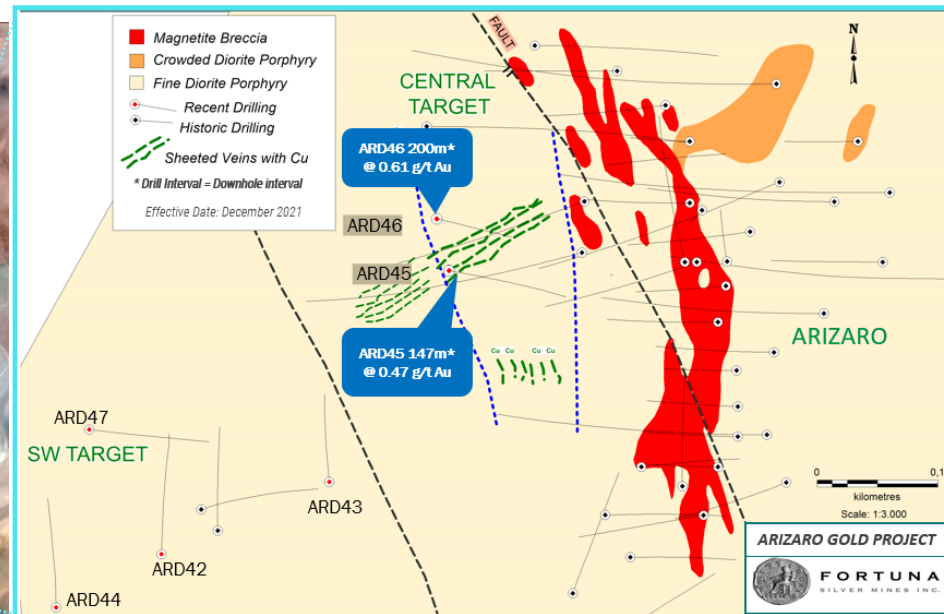 Magnetite Breccia
Crowded Diorite Porphyry
Fine Diorite Porphyry
Recent Drilling
Historic Drilling
Sheeted Veins with Cu
* Drill Interval = Downhole interval
Effective Date: December 2021
FAULT
N
CENTRAL
TARGET
ARD46 200m*
@ 0.61 g/t Au
ARD46
ARD45
ARD45 147m*
@ 0.47 g/t Au
Cu Cu Cu Cu
ARIZARO
ARD47
SW TARGET
ARD43
ARD42
ARD44
0 0,1
kilometres
Scale: 1:3.000
ARIZARO GOLD PROJECT
FORTUNA
SILVER MINES INC.